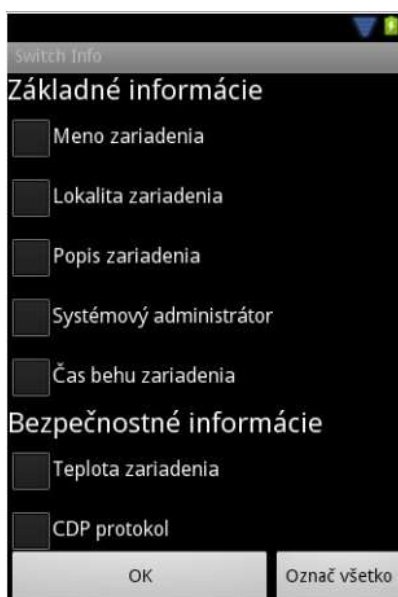 Switch Info
Základné informácie
Meno zariadenia
Lokalita zariadenia
Popis zariadenia
Systémový administrátor
Čas behu zariadenia
Bezpečnostné informácie
Teplota zariadenia
CDP protokol
OK Označ všetko